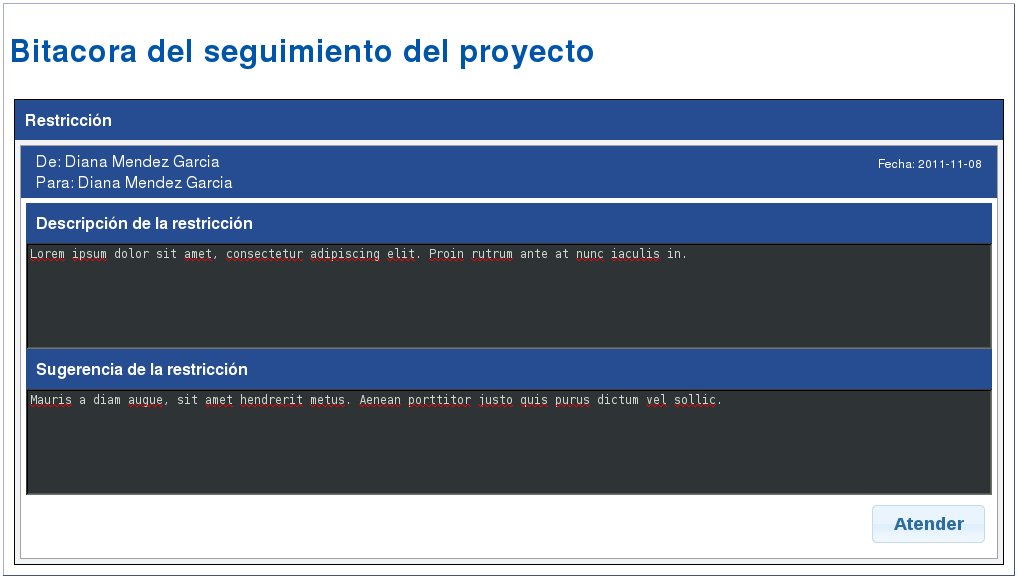 Bitacora del seguimiento del proyecto
Restricción
De: Diana Mendez Garcia
Fecha: 2011-11-08
Para: Diana Mendez Garcia
Descripción de la restricción
Lorem ipsum dolor sit amet, consectetur adipiscing elit. Proin rutrum ante at nunc iaculis in.
Sugerencia de la restricción
Mauris a diam augue, sit amet hendrerit metus. Aenean porttitor justo quis purus dictum vel sollic.
Atender